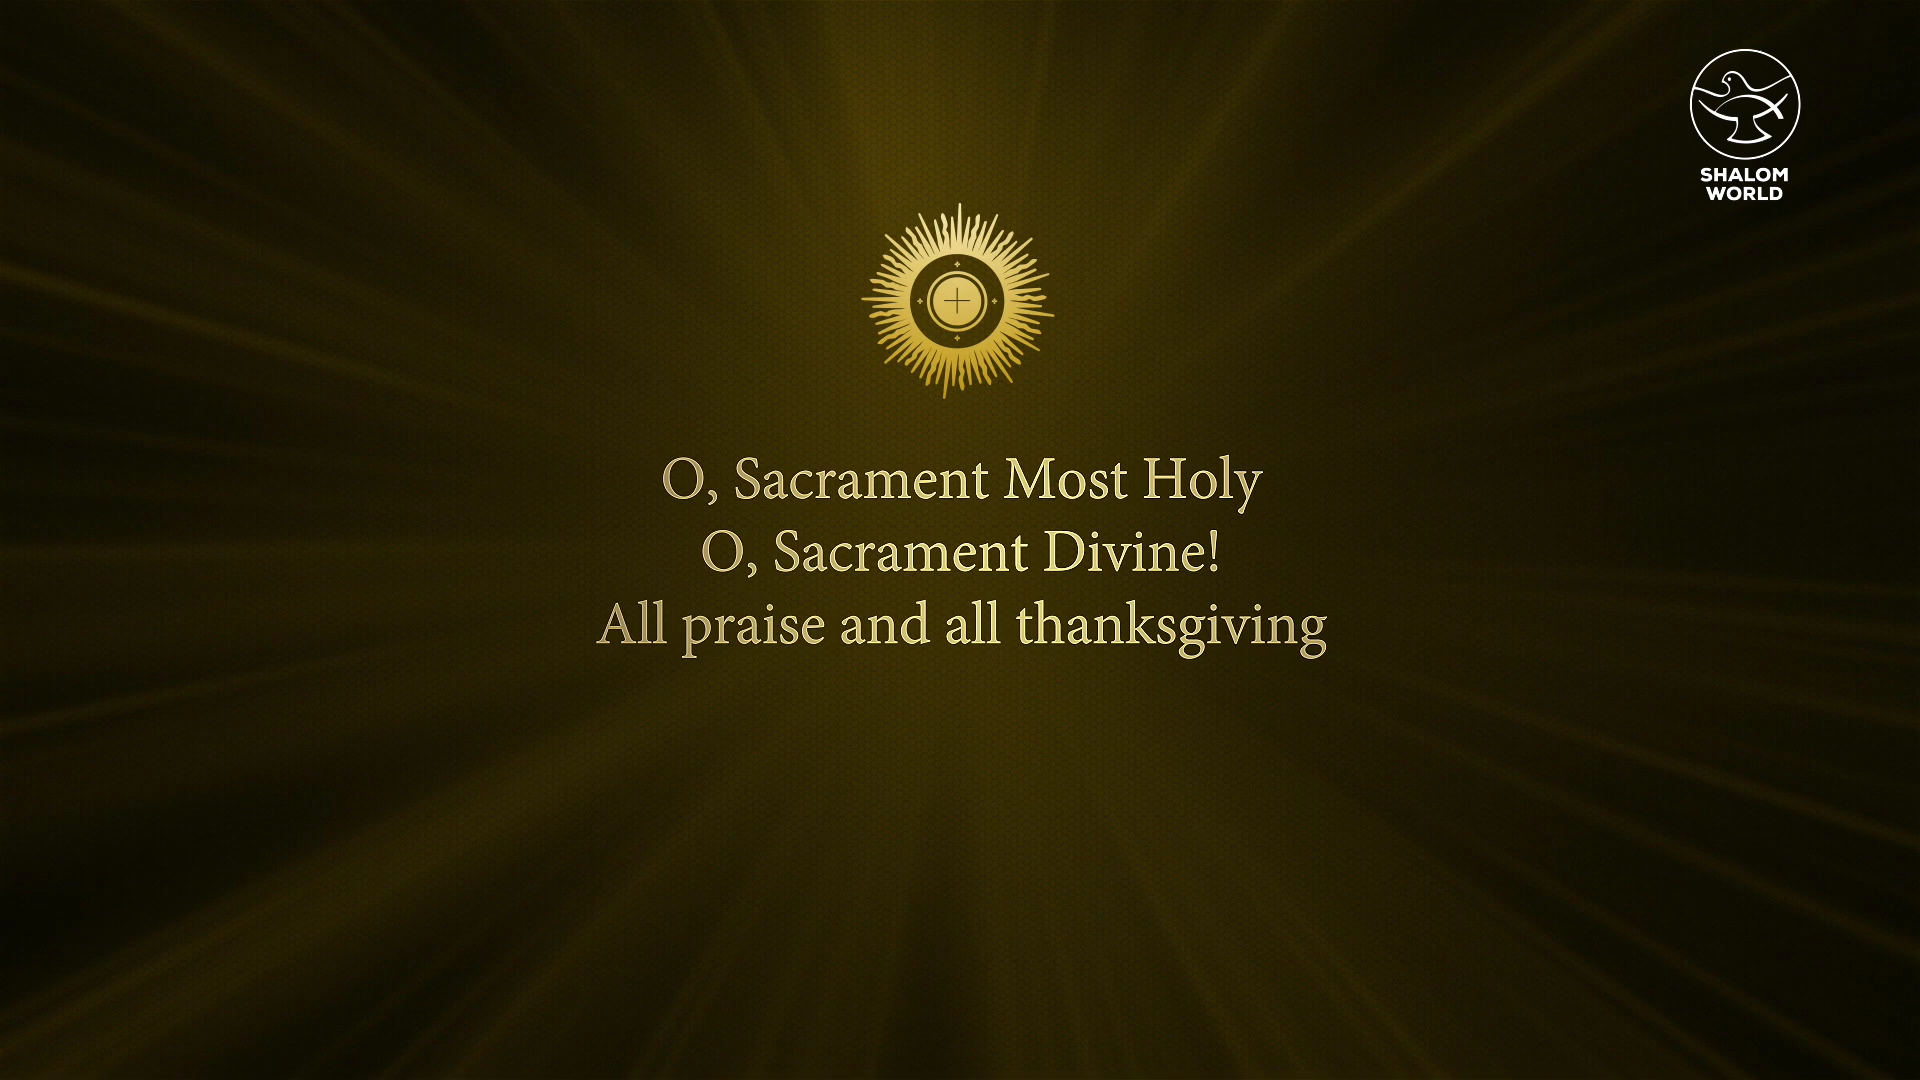 SHALOM
WORLD
O, Sacrament Most Holy
O, Sacrament Divine!
All praise and all thanksgiving